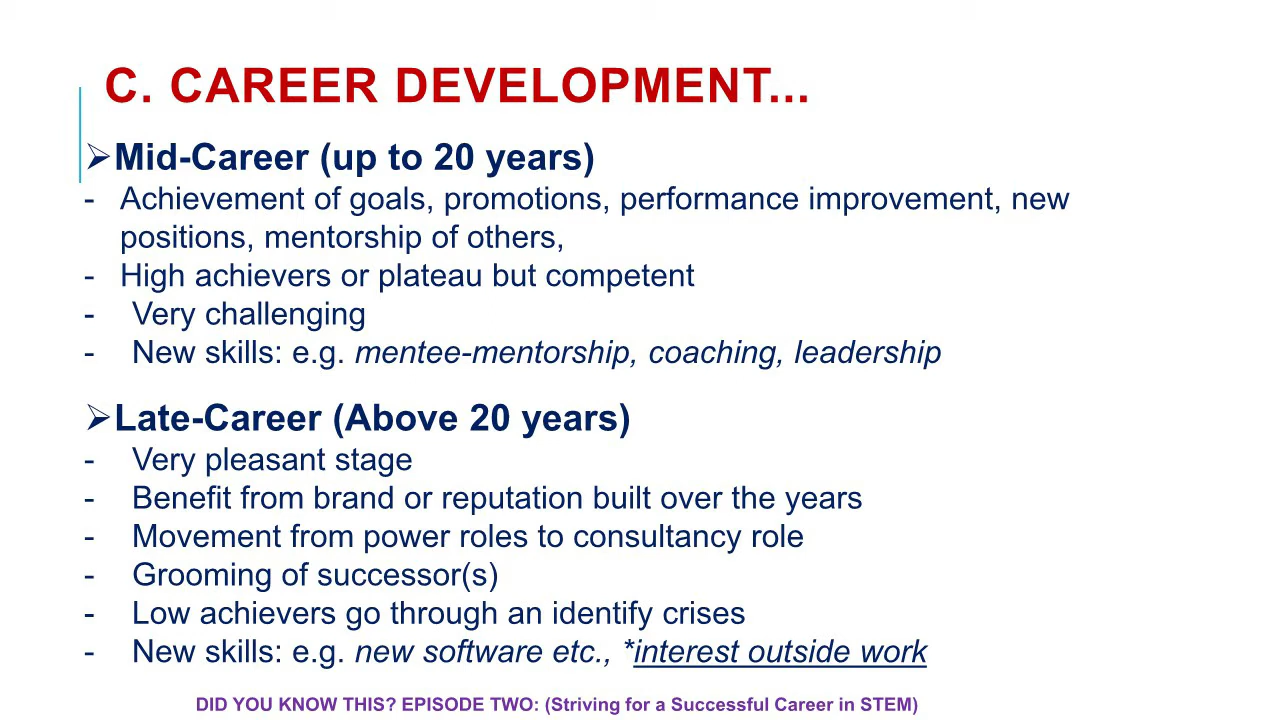 C. CAREER DEVELOPMENT...
➢Mid-Career (up to 20 years)
- Achievement of goals, promotions, performance improvement, new
positions, mentorship of others,
- High achievers or plateau but competent
- Very challenging
- New skills: e.g. mentee-mentorship, coaching, leadership
➢Late-Career (Above 20 years)
- Very pleasant stage
- Benefit from brand or reputation built over the years
- Movement from power roles to consultancy role
- Grooming of successor(s)
- Low achievers go through an identify crises
- New skills: e.g. new software etc., *interest outside work
DID YOU KNOW THIS? EPISODE TWO: (Striving for a Successful Career in STEM)